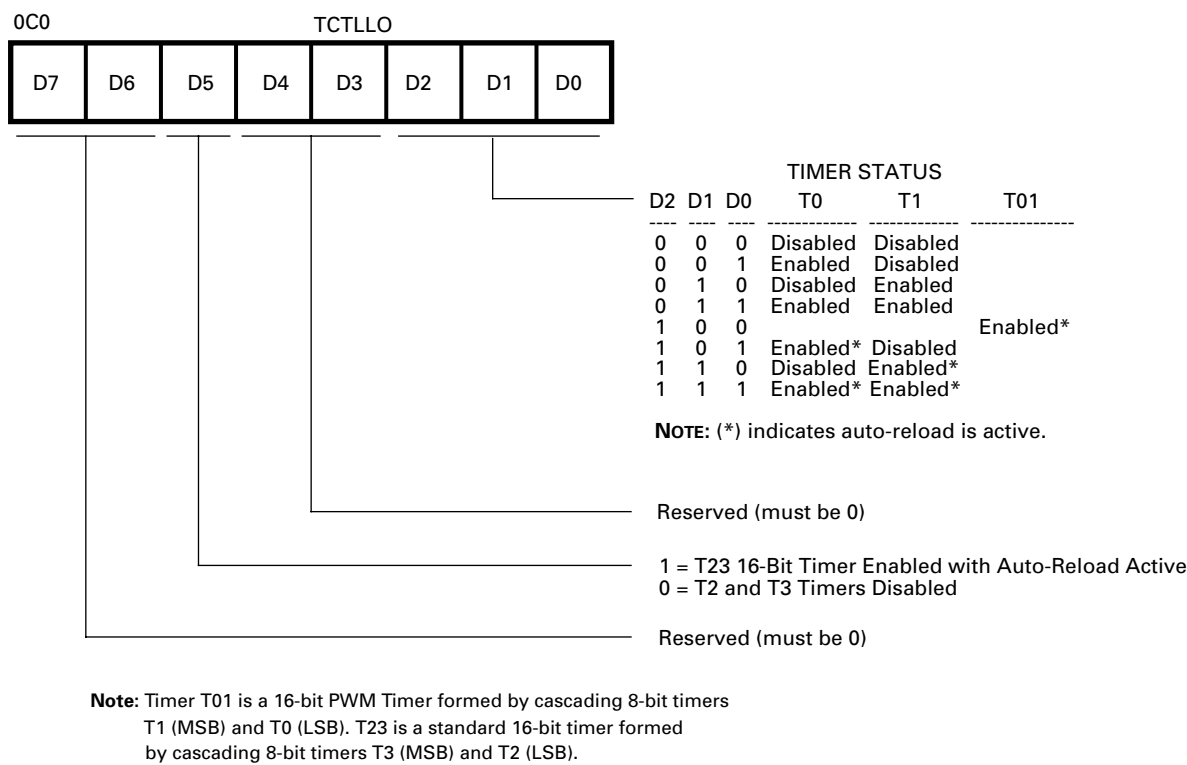 0C0 TCTLLO
D7 D6 D5 D4 D3 D2 D1 D0
TIMER STATUS
D2 D1 D0 T0 T1 T01
---- ---- ---- -------------- -------------- ----------------
0 0 0 Disabled Disabled
0 0 1 Enabled Disabled
0 1 0 Disabled Enabled
0 1 1 Enabled Enabled
1 0 0 Enabled*
1 0 1 Enabled* Disabled
1 1 0 Disabled Enabled*
1 1 1 Enabled* Enabled*
NOTE: (*) indicates auto-reload is active.
Reserved (must be 0)
1 = T23 16-Bit Timer Enabled with Auto-Reload Active
0 = T2 and T3 Timers Disabled
Reserved (must be 0)
Note: Timer T01 is a 16-bit PWM Timer formed by cascading 8-bit timers
T1 (MSB) and T0 (LSB). T23 is a standard 16-bit timer formed
by cascading 8-bit timers T3 (MSB) and T2 (LSB).